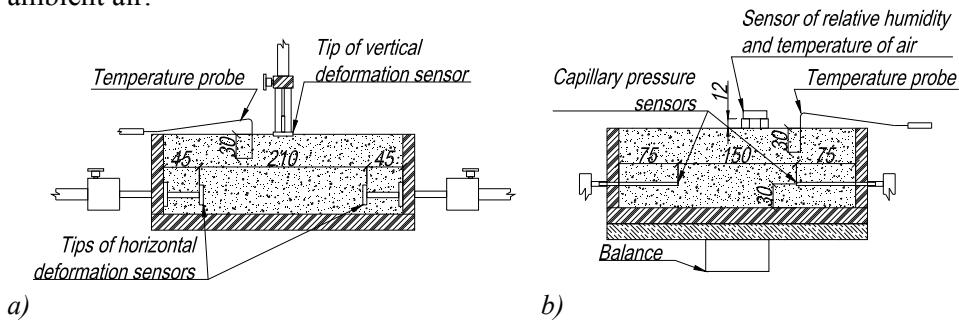 ambient air.
Temperature probe
Tip of vertical
deformation sensor
30
45
210
45
Tips of horizontal
deformation sensors
a)
Sensor of relative humidity
and temperature of air
Capillary pressure
sensors
12
Temperature probe
30
75
150
75
30
Balance
b)